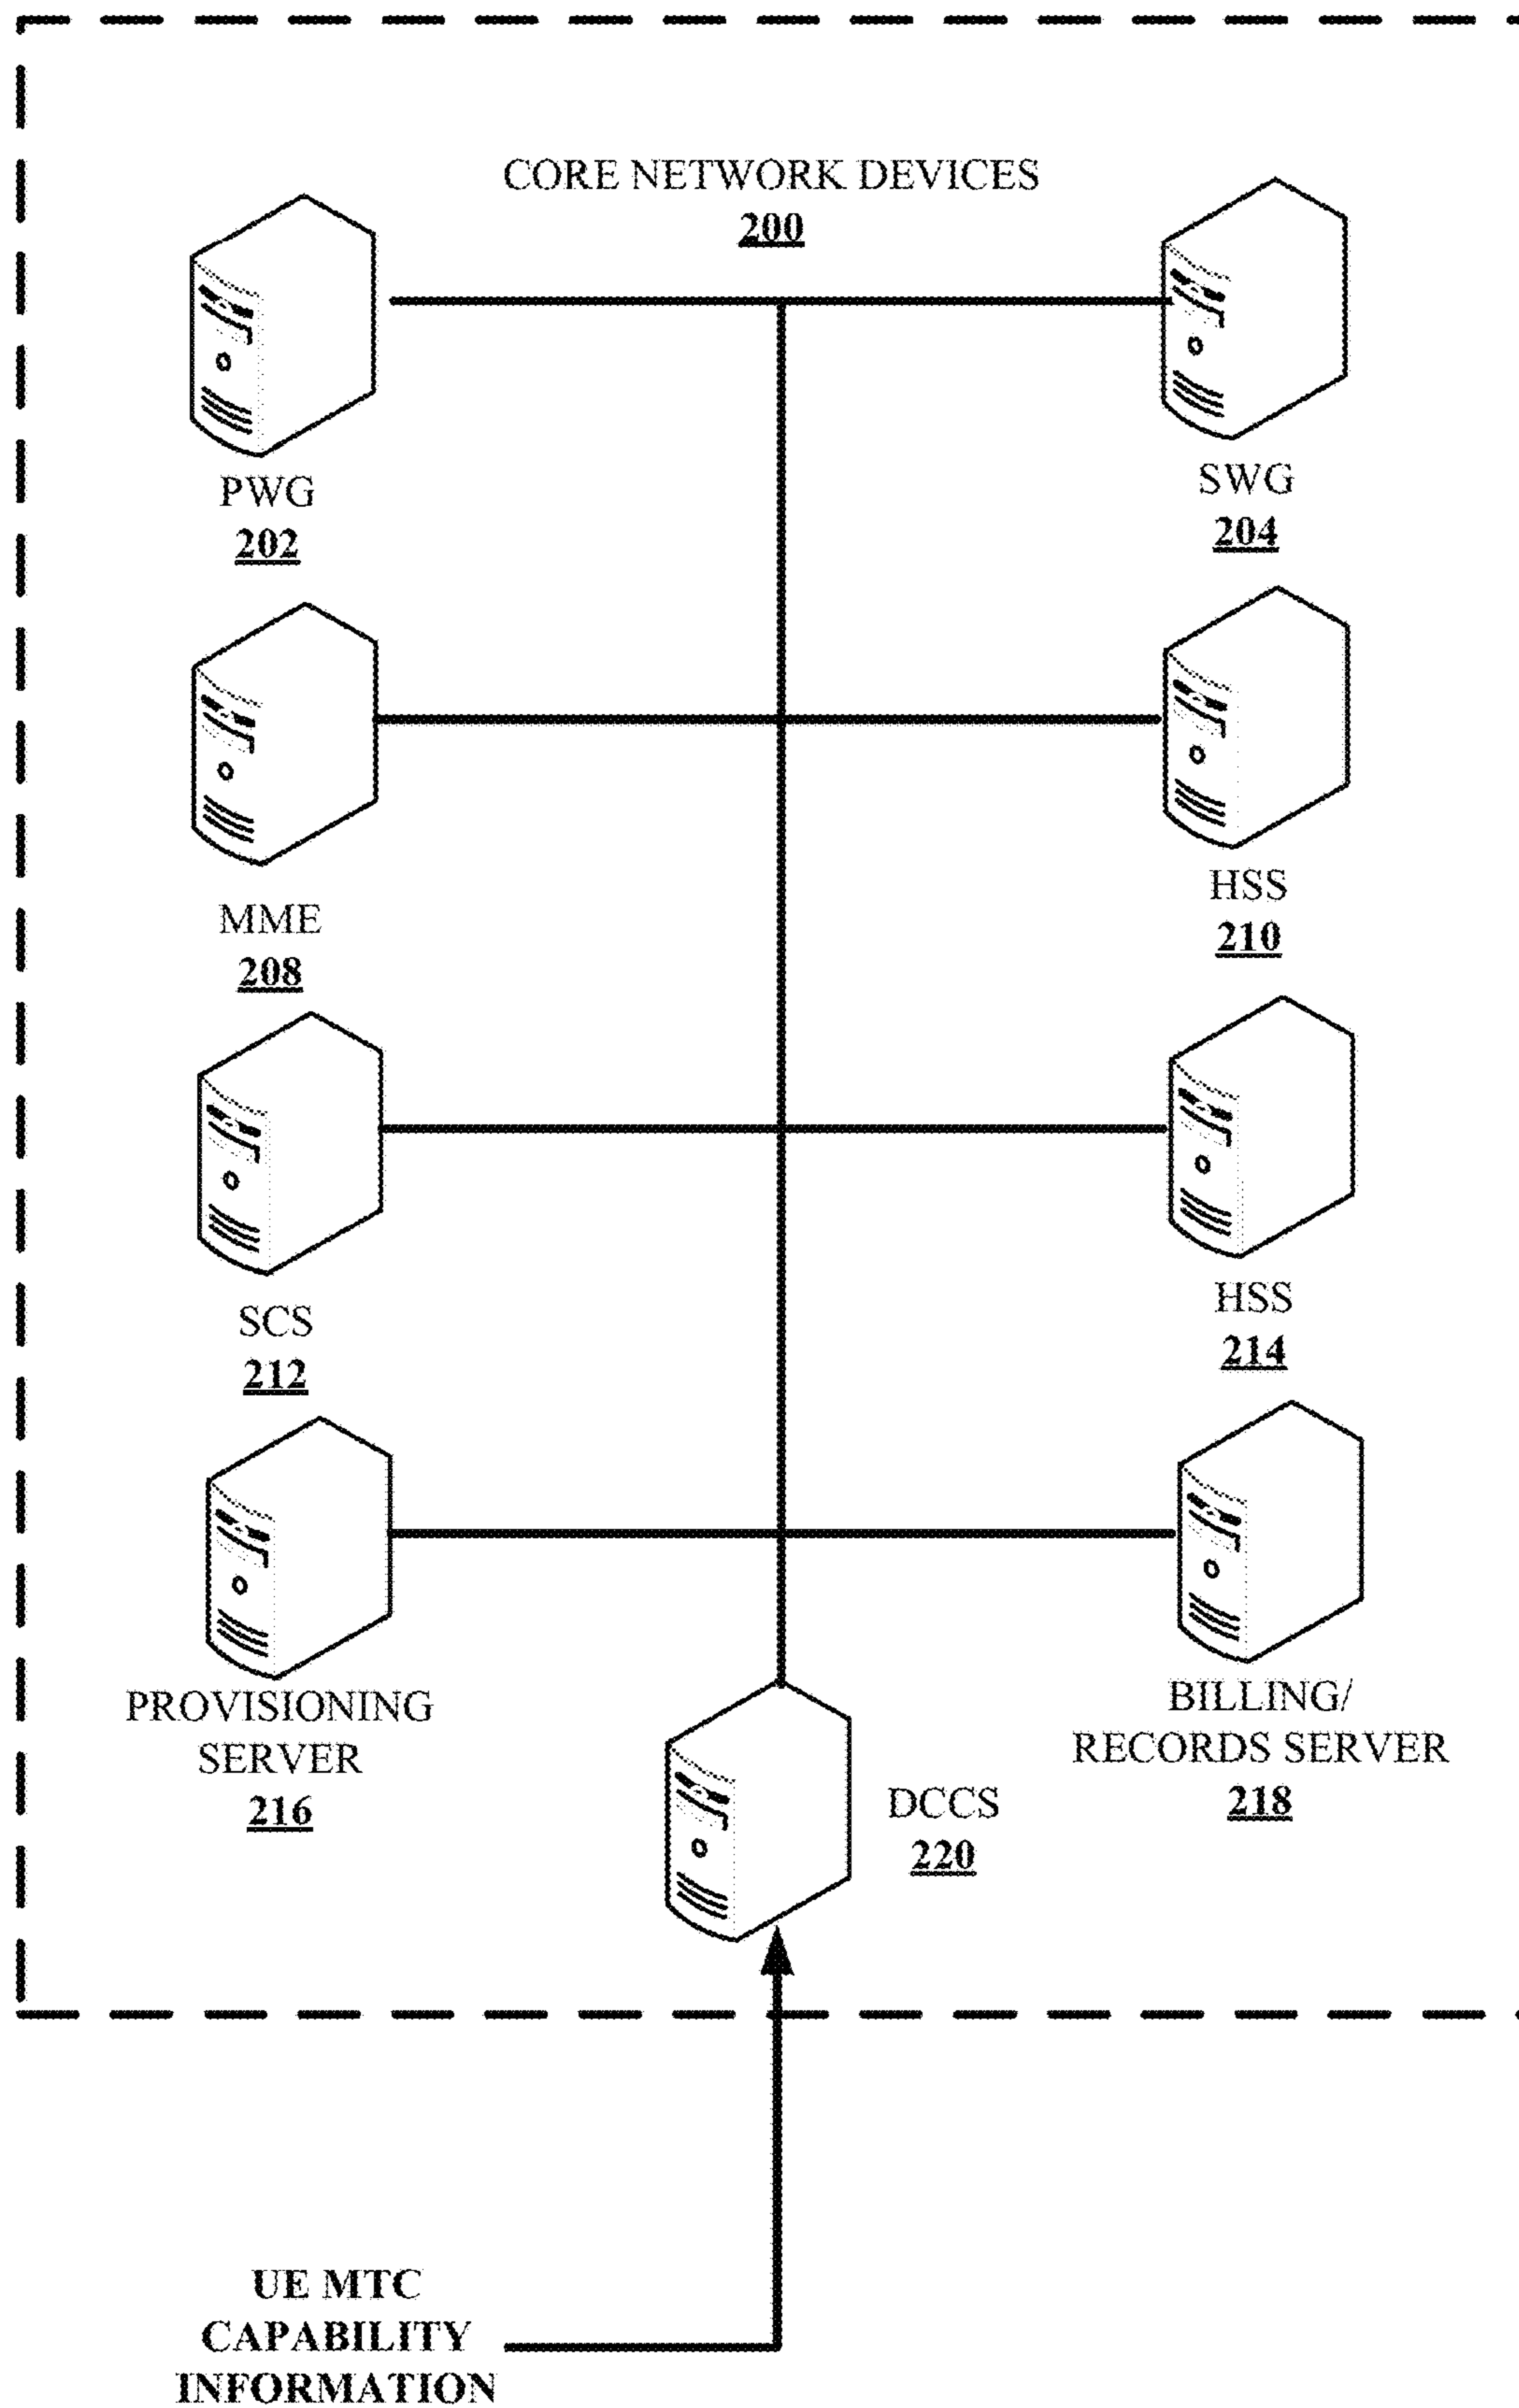 CORE NETWORK DEVICES
200
PWG
202
SWG
204
MME
208
HSS
210
SCS
212
HSS
214
PROVISIONING
SERVER
216
BILLING/
RECORDS SERVER
218
DCCS
220
UE MTC
CAPABILITY
INFORMATION